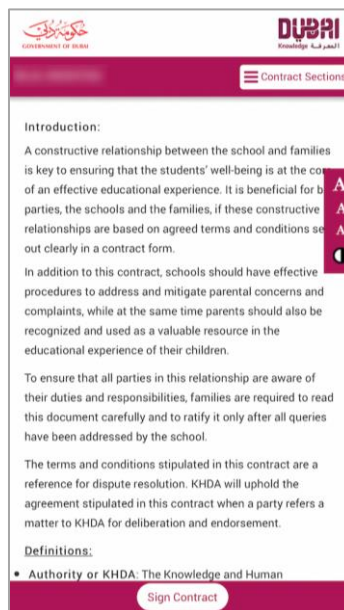 حكومة دبي
GOVERNMENT OF DUBAI
DUBAI
Knowledge المعرفة
Contract Sections
Introduction:
A constructive relationship between the school and families
is key to ensuring that the students' well-being is at the
of an effective educational experience. It is beneficial for
parties, the schools and the families, if these constructive
relationships are based on agreed terms and conditions
out clearly in a contract form.
In addition to this contract, schools should have effective
procedures to address and mitigate parental concerns and
complaints, while at the same time parents should also be
recognized and used as a valuable resource in the
educational experience of their children.
To ensure that all parties in this relationship are aware of
their duties and responsibilities, families are required to read
this document carefully and to ratify it only after all queries
have been addressed by the school.
The terms and conditions stipulated in this contract are a
reference for dispute resolution. KHDA will uphold the
agreement stipulated in this contract when a party refers a
matter to KHDA for deliberation and endorsement.
Definitions:
• Authority or KHDA: The Knowledge and Human
Sign Contract
A
A
A